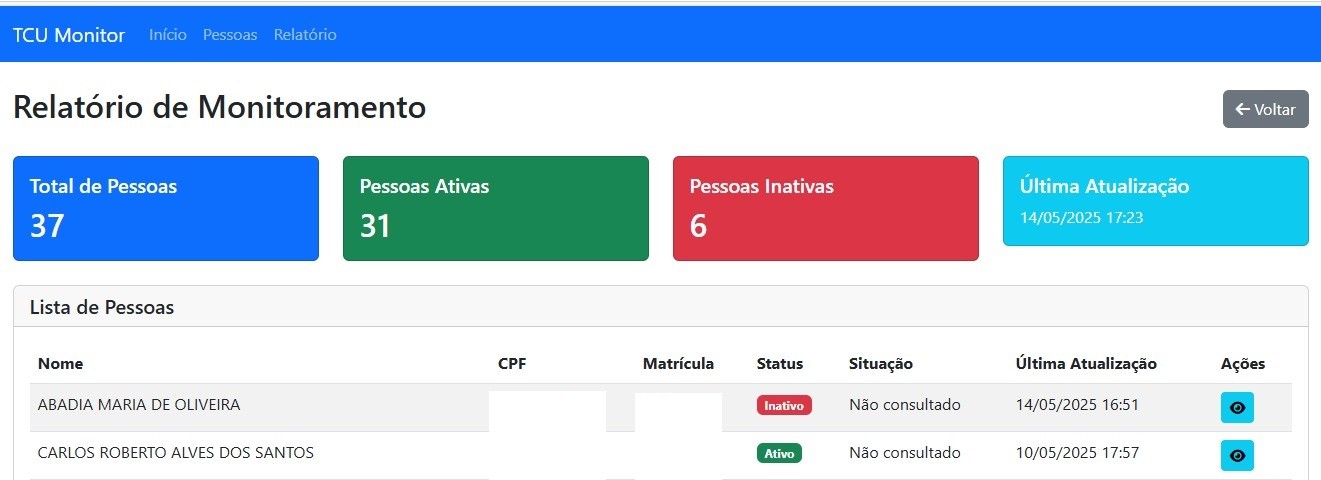 TCU Monitor Início Pessoas Relatório
Relatório de Monitoramento
Voltar
Total de Pessoas
37
Pessoas Ativas
31
Pessoas Inativas
6
Última Atualização
14/05/2025 17:23
Lista de Pessoas
Nome CPF Matrícula Status Situação Última Atualização Ações
ABADIA MARIA DE OLIVEIRA Inativo Não consultado 14/05/2025 16:51
CARLOS ROBERTO ALVES DOS SANTOS Ativo Não consultado 10/05/2025 17:57